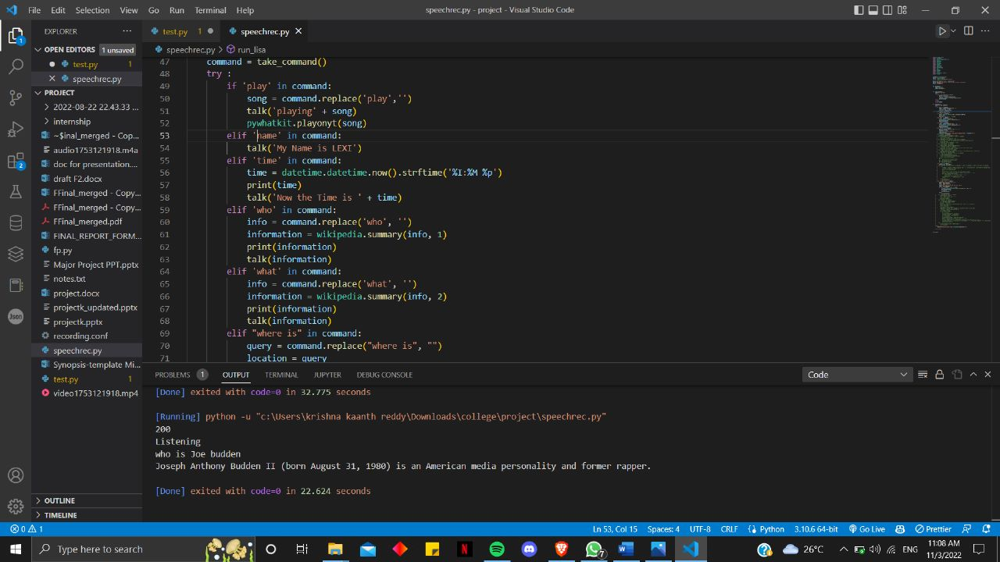 File Edit Selection View Go Run Terminal Help
speechrec.py - project - Visual Studio Code
EXPLORER
OPEN EDITORS 1 unsaved
test.py 1
speechrec.py
PROJECT
2022-08-22 22.43.33 ...
internship
~$inal_merged - Cop...
audio1753121918.m4a
doc for presentation....
draft F2.docx
FFinal_merged - Copy...
FFinal_merged - Copy...
FFinal_merged.pdf
FINAL_REPORT_FORM...
fp.py
Major Project PPT.pptx
notes.txt
project.docx
projectk_updated.pptx
projectk.pptx
recording.conf
speechrec.py
Synopsis-template Mi...
test.py 1
video1753121918.mp4
OUTLINE
TIMELINE
1
2
Json
test.py 1
speechrec.py
speechrec.py > run_lisa
47 command = take_command()
48 try :
49 if 'play' in command:
50 song = command.replace('play','')
51 talk('playing' + song)
52 pywhatkit.playonyt(song)
53 elif 'name' in command:
54 talk('My Name is LEXI')
55 elif 'time' in command:
56 time = datetime.datetime.now().strftime('%I:%M %p')
57 print(time)
58 talk('Now the Time is ' + time)
59 elif 'who' in command:
60 info = command.replace('who', '')
61 information = wikipedia.summary(info, 1)
62 print(information)
63 talk(information)
64 elif 'what' in command:
65 info = command.replace('what', '')
66 information = wikipedia.summary(info, 2)
67 print(information)
68 talk(information)
69 elif "where is" in command:
70 query = command.replace("where is", "")
71 location = query
PROBLEMS 1 OUTPUT TERMINAL JUPYTER DEBUG CONSOLE
Code
[Done] exited with code=0 in 32.775 seconds
[Running] python -u "c:\Users\krishna kaanth reddy\Downloads\college\project\speechrec.py"
200
Listening
who is Joe budden
Joseph Anthony Budden II (born August 31, 1980) is an American media personality and former rapper.
[Done] exited with code=0 in 22.624 seconds
0 1
Ln 53, Col 15 Spaces: 4 UTF-8 CRLF Python 3.10.6 64-bit Go Live Prettier
Type here to search
7
26°C
ENG
11:08 AM
11/3/2022